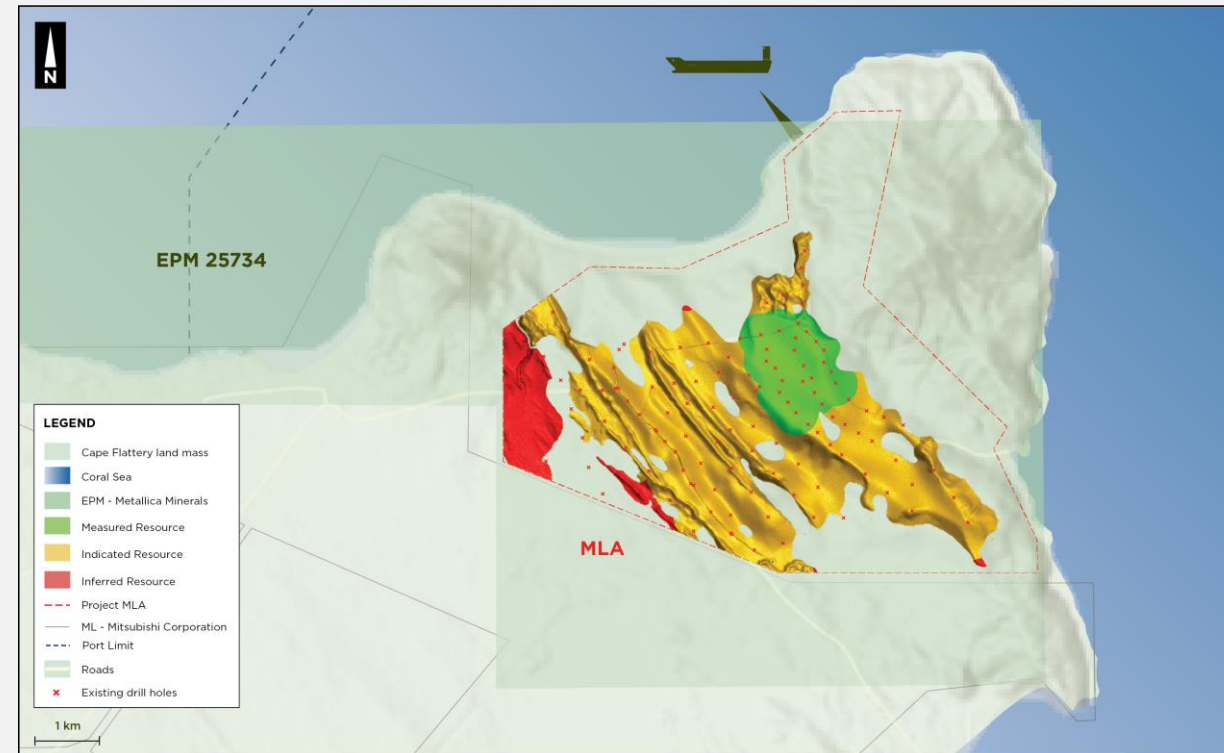 N
EPM 25734
MLA
LEGEND
Cape Flattery land mass
Coral Sea
EPM - Metallica Minerals
Measured Resource
Indicated Resource
Inferred Resource
Project MLA
ML - Mitsubishi Corporation
Port Limit
Roads
Existing drill holes
1 km